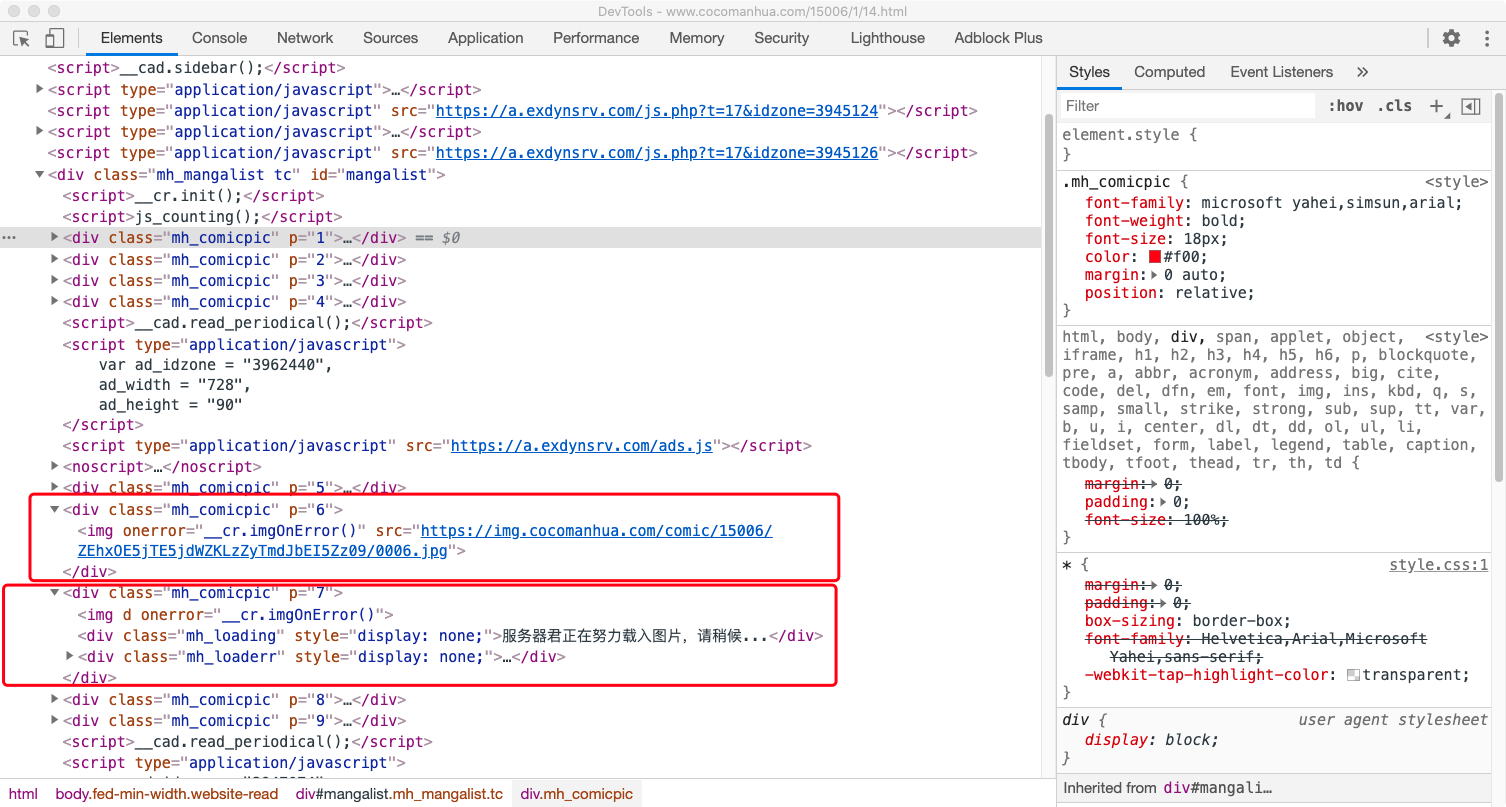 DevTools - www.cocomanhua.com/15006/1/14.html
Elements Console Network Sources Application Performance Memory Security Lighthouse Adblock Plus
<script>__cad.sidebar();</script>
<script type="application/javascript">…</script>
<script type="application/javascript" src="https://a.exdynsrv.com/js.php?t=17&idzone=3945124"></script>
<script type="application/javascript">…</script>
<script type="application/javascript" src="https://a.exdynsrv.com/js.php?t=17&idzone=3945126"></script>
<div class="mh_mangalist tc" id="mangalist">
<script>__cr.init();</script>
<script>js_counting();</script>
<div class="mh_comicpic" p="1">…</div> == $0
<div class="mh_comicpic" p="2">…</div>
<div class="mh_comicpic" p="3">…</div>
<div class="mh_comicpic" p="4">…</div>
<script>__cad.read_periodical();</script>
<script type="application/javascript">
var ad_idzone = "3962440",
ad_width = "728",
ad_height = "90"
</script>
<script type="application/javascript" src="https://a.exdynsrv.com/ads.js"></script>
<noscript>…</noscript>
<div class="mh_comicpic" p="5">…</div>
<div class="mh_comicpic" p="6">
<img onerror="__cr.imgOnError()" src="https://img.cocomanhua.com/comic/15006/
ZEhxOE5jTE5jdWZKLzZyTmdJbEI5Zz09/0006.jpg">
</div>
<div class="mh_comicpic" p="7">
<img d onerror="__cr.imgOnError()">
<div class="mh_loading" style="display: none;">服务器君正在努力载入图片，请稍候...</div>
<div class="mh_loaderr" style="display: none;">…</div>
</div>
<div class="mh_comicpic" p="8">…</div>
<div class="mh_comicpic" p="9">…</div>
<script>__cad.read_periodical();</script>
<script type="application/javascript">
html body.fed-min-width.website-read div#mangalist.mh_mangalist.tc div.mh_comicpic
Styles Computed Event Listeners »
Filter :hov .cls +
element.style {
}
.mh_comicpic { <style>
font-family: microsoft yahei,simsun,arial;
font-weight: bold;
font-size: 18px;
color: #f00;
margin: 0 auto;
position: relative;
}
html, body, div, span, applet, object, <style>
iframe, h1, h2, h3, h4, h5, h6, p, blockquote,
pre, a, abbr, acronym, address, big, cite,
code, del, dfn, em, font, img, ins, kbd, q, s,
samp, small, strike, strong, sub, sup, tt, var,
b, u, i, center, dl, dt, dd, ol, ul, li,
fieldset, form, label, legend, table, caption,
tbody, tfoot, thead, tr, th, td {
margin: 0;
padding: 0;
font-size: 100%;
}
* { style.css:1
margin: 0;
padding: 0;
box-sizing: border-box;
font-family: Helvetica,Arial,Microsoft
Yahei,sans-serif;
-webkit-tap-highlight-color: transparent;
}
div { user agent stylesheet
display: block;
}
Inherited from div#mangali…